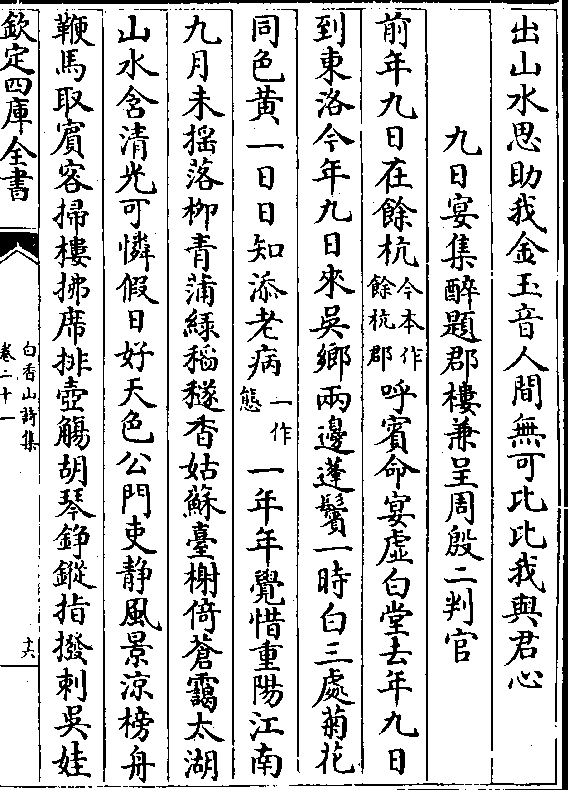 出山水思助我金玉音人間無可比比我與君心
九日宴集醉題郡樓兼呈周殷二判官
前年九日在餘杭今本作餘杭郡呼賓命宴虛白堂去年九日
到東洛今年九日來吳鄉兩邊蓬鬢一時白三處菊花
同色黃一日日知添老病一作態一年年覺惜重陽江南
九月未揺落柳青蒲綠稻穟香姑蘇臺榭倚蒼靄太湖
山水含清光可憐假日好天色公門吏静風景凉榜舟
鞭馬取賓客掃樓拂席排壺觴胡琴錚鏦指撥剌吳娃
欽定四庫全書
白香山詩集
卷二十一
十六